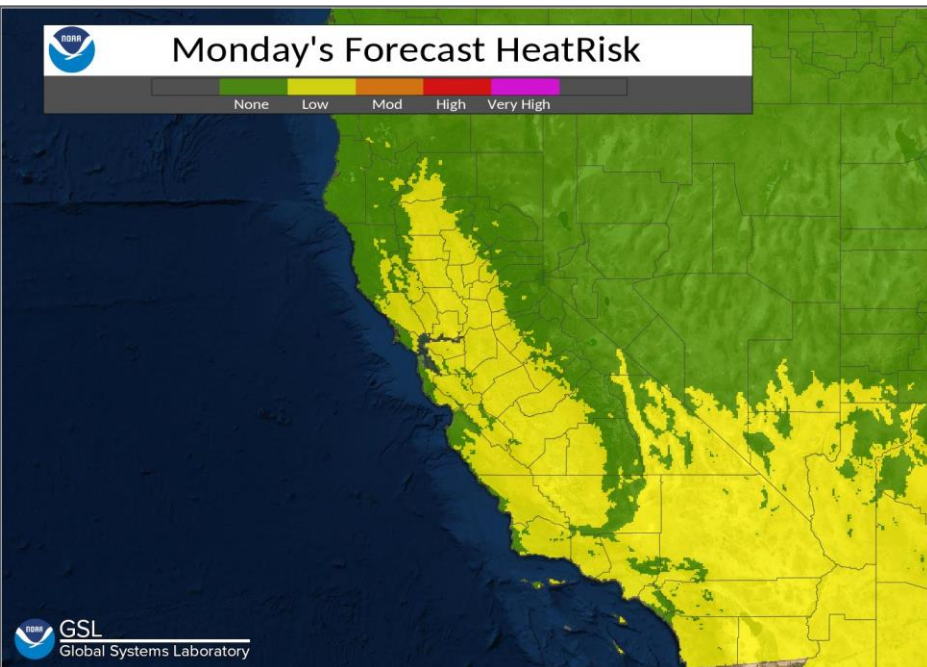 NOAA
Monday's Forecast HeatRisk
None Low Mod High Very High
NOAA
GSL
Global Systems Laboratory